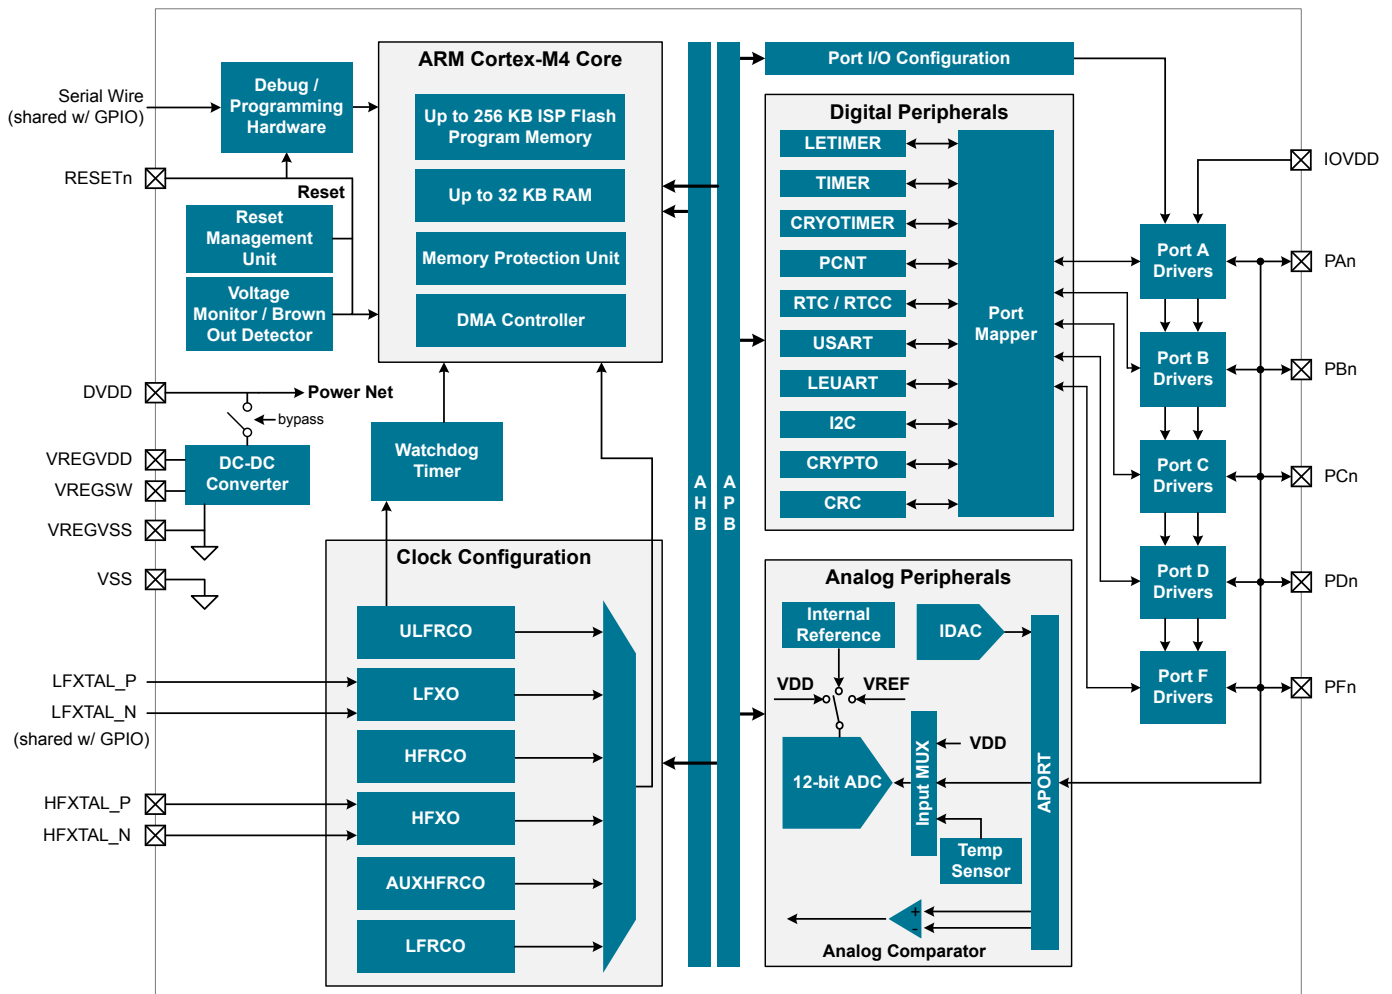 ARM Cortex-M4 Core
Port I/O Configuration
Debug /
Programming
Hardware
Serial Wire
(shared w/ GPIO)
Up to 256 KB ISP Flash
Program Memory
Digital Peripherals
LETIMER
IOVDD
RESETn
Reset
Up to 32 KB RAM
TIMER
Reset
Management
Unit
CRYOTIMER
Port A
Drivers
PAn
Memory Protection Unit
PCNT
Voltage
Monitor / Brown
Out Detector
DMA Controller
RTC / RTCC
Port
Mapper
USART
Port B
Drivers
PBn
DVDD
Power Net
bypass
LEUART
I2C
Watchdog
Timer
VREGVDD
VREGSW
DC-DC
Converter
CRYPTO
Port C
Drivers
PCn
VREGVSS
CRC
A
H
B
A
P
B
VSS
Clock Configuration
Analog Peripherals
Port D
Drivers
PDn
ULFRCO
Internal
Reference
IDAC
LFXTAL_P
LFXTAL_N
(shared w/ GPIO)
LFXO
VDD
VREF
Port F
Drivers
PFn
HFRCO
12-bit ADC
Input MUX
VDD
APORT
HFXTAL_P
HFXTAL_N
HFXO
Temp
Sensor
AUXHFRCO
+
-
LFRCO
Analog Comparator